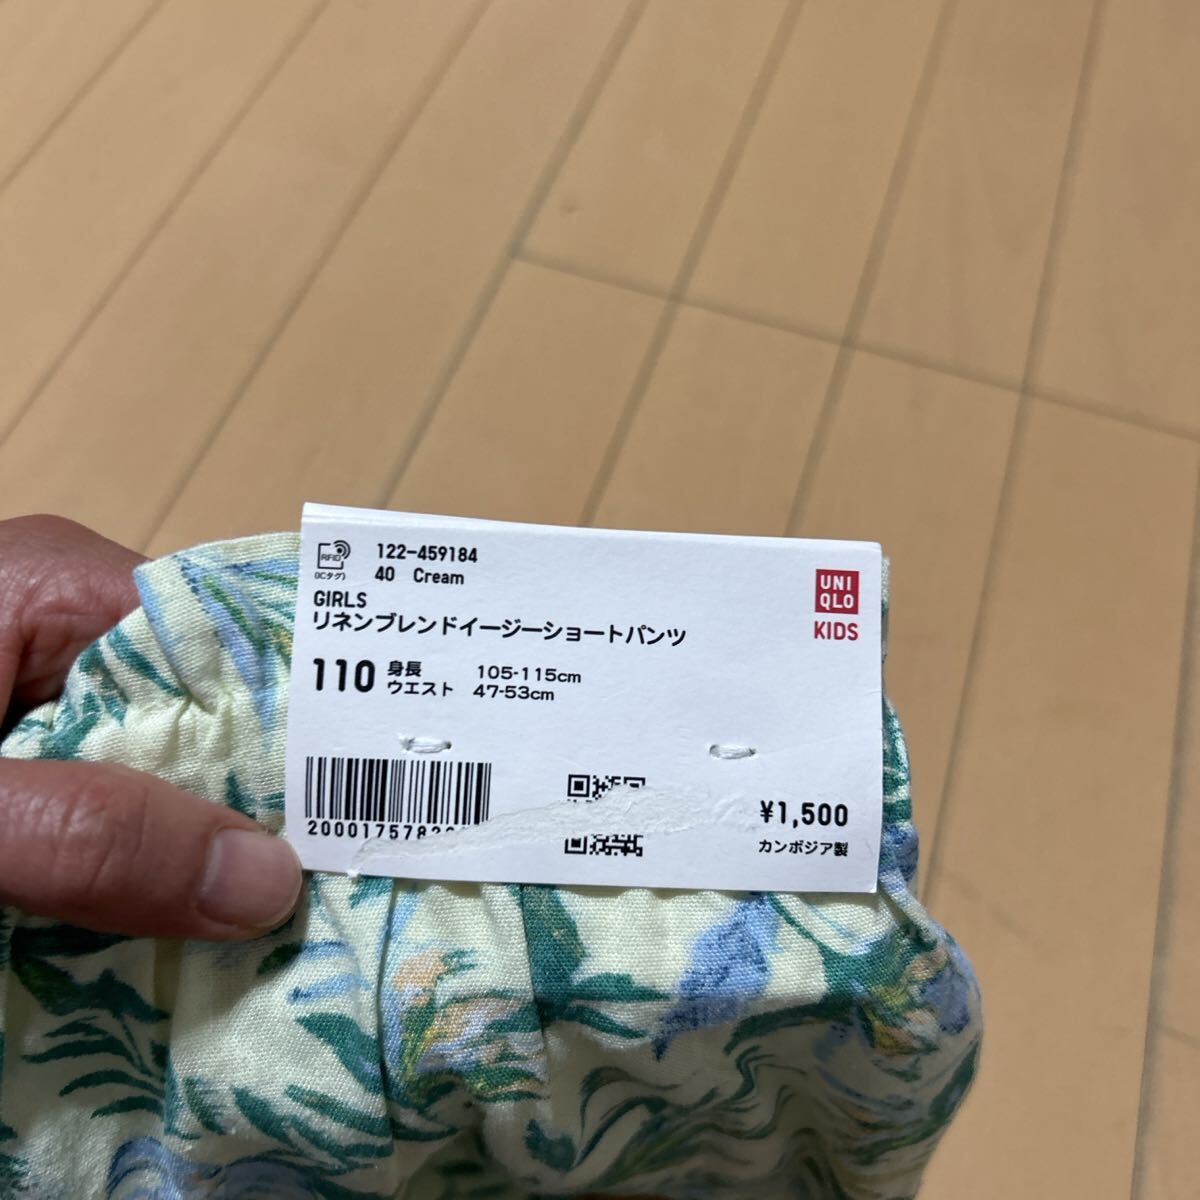 RFID
(ICタグ)
122-459184
40 Cream
GIRLS
リネンブレンドイージーショートパンツ
UNI
QLO
KIDS
110 身長 105-115cm
ウエスト 47-53cm
¥1,500
カンボジア製